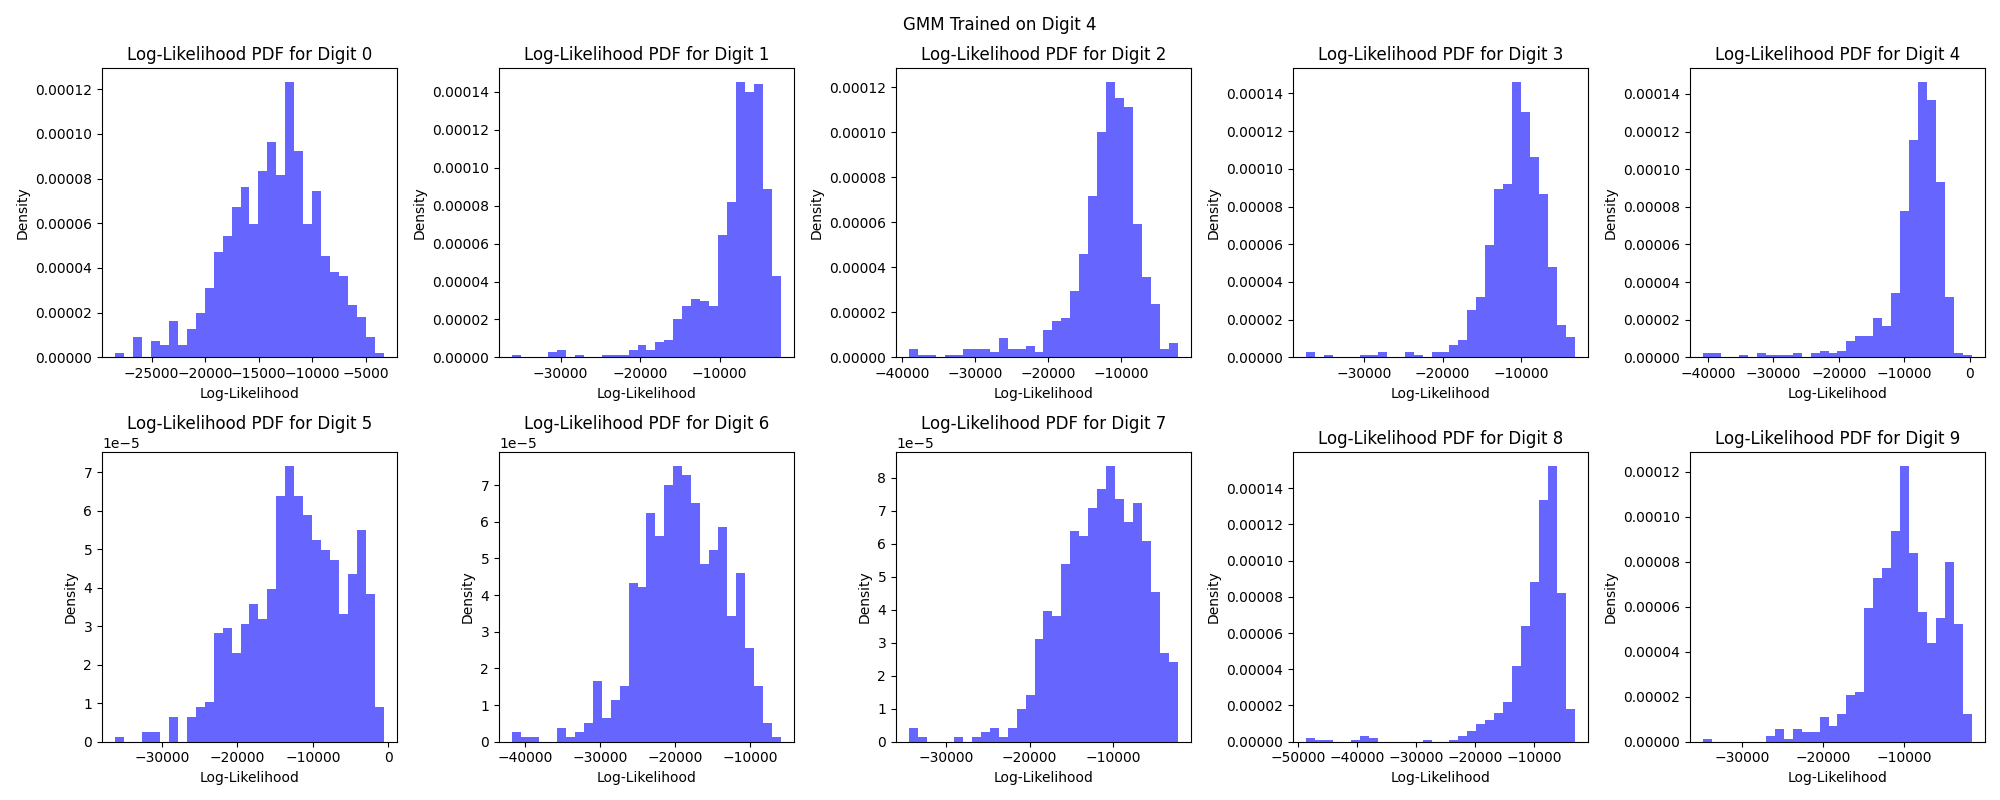 GMM Trained on Digit 4
Log-Likelihood PDF for Digit 0
0.00012
0.00010
0.00008
0.00006
0.00004
0.00002
0.00000
Density
−25000 −20000 −15000 −10000 −5000
Log-Likelihood
Log-Likelihood PDF for Digit 1
0.00014
0.00012
0.00010
0.00008
0.00006
0.00004
0.00002
0.00000
Density
−30000 −20000 −10000
Log-Likelihood
Log-Likelihood PDF for Digit 2
0.00012
0.00010
0.00008
0.00006
0.00004
0.00002
0.00000
Density
−40000 −30000 −20000 −10000
Log-Likelihood
Log-Likelihood PDF for Digit 3
0.00014
0.00012
0.00010
0.00008
0.00006
0.00004
0.00002
0.00000
Density
−30000 −20000 −10000
Log-Likelihood
Log-Likelihood PDF for Digit 4
0.00014
0.00012
0.00010
0.00008
0.00006
0.00004
0.00002
0.00000
Density
−40000 −30000 −20000 −10000 0
Log-Likelihood
Log-Likelihood PDF for Digit 5
1e−5
7
6
5
4
3
2
1
0
Density
−30000 −20000 −10000 0
Log-Likelihood
Log-Likelihood PDF for Digit 6
1e−5
7
6
5
4
3
2
1
0
Density
−40000 −30000 −20000 −10000
Log-Likelihood
Log-Likelihood PDF for Digit 7
1e−5
8
7
6
5
4
3
2
1
0
Density
−30000 −20000 −10000
Log-Likelihood
Log-Likelihood PDF for Digit 8
0.00014
0.00012
0.00010
0.00008
0.00006
0.00004
0.00002
0.00000
Density
−50000 −40000 −30000 −20000 −10000
Log-Likelihood
Log-Likelihood PDF for Digit 9
0.00012
0.00010
0.00008
0.00006
0.00004
0.00002
0.00000
Density
−30000 −20000 −10000
Log-Likelihood